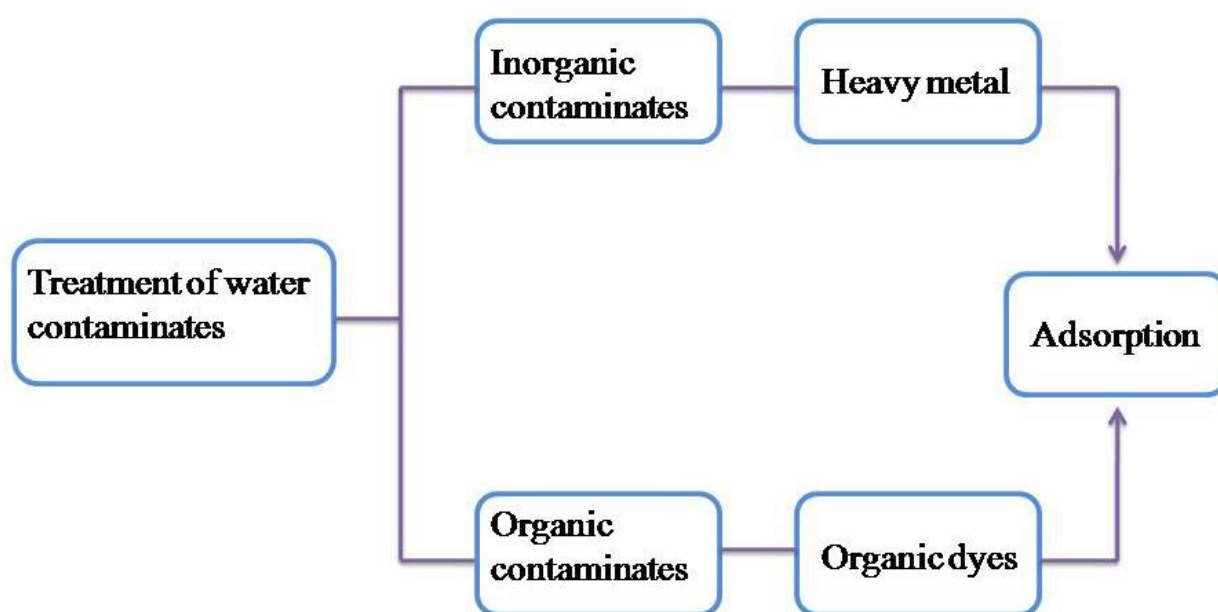 Inorganic
contaminates
Heavy metal
Treatment of water
contaminates
Adsorption
Organic
contaminates
Organic dyes